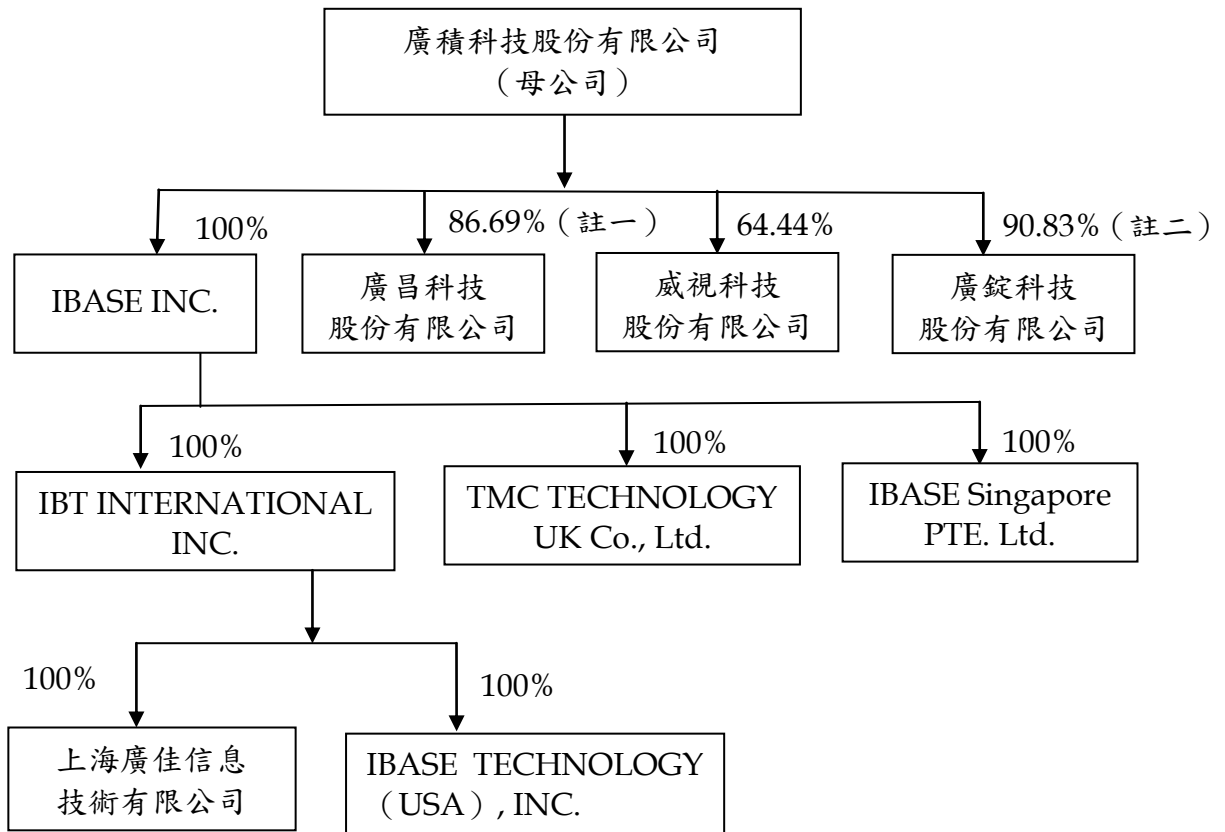 廣積科技股份有限公司
（母公司）
100%
86.69%（註一）
64.44%
90.83%（註二）
IBASE INC.
廣昌科技
股份有限公司
威視科技
股份有限公司
廣錠科技
股份有限公司
100%
100%
100%
IBT INTERNATIONAL
INC.
TMC TECHNOLOGY
UK Co., Ltd.
IBASE Singapore
PTE. Ltd.
100%
100%
上海廣佳信息
技術有限公司
IBASE TECHNOLOGY
（USA）, INC.